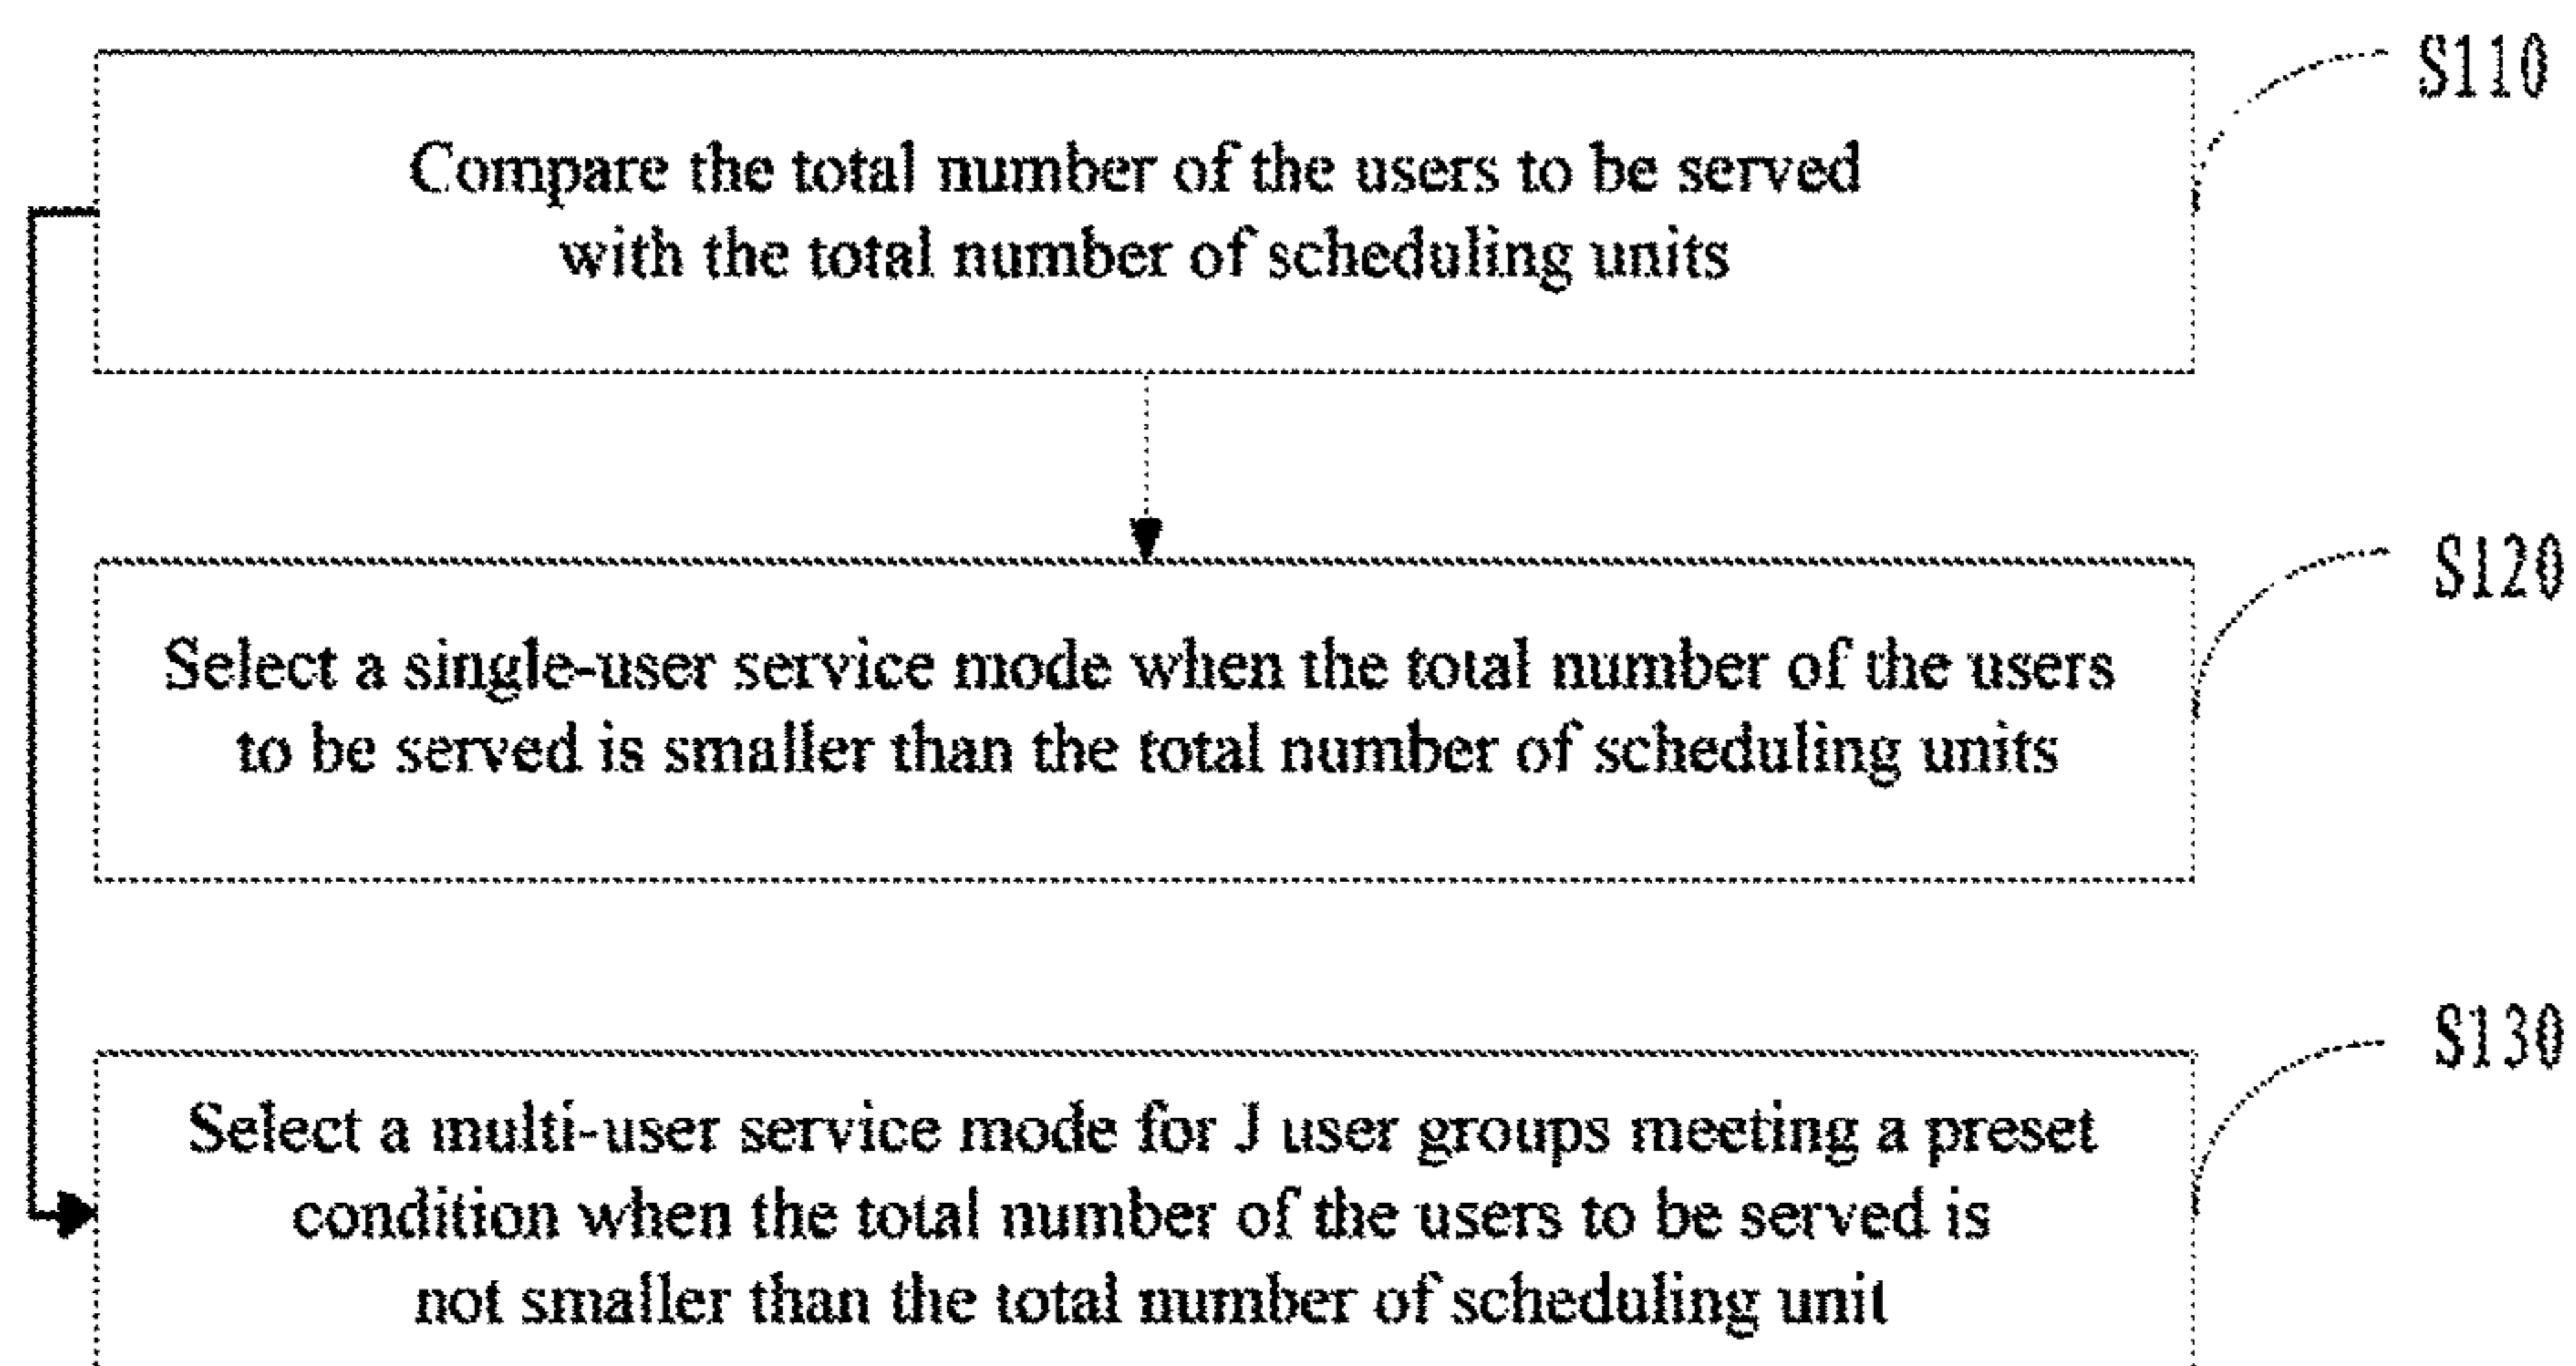 S110
Compare the total number of the users to be served
with the total number of scheduling units
S120
Select a single-user service mode when the total number of the users
to be served is smaller than the total number of scheduling units
S130
Select a multi-user service mode for J user groups meeting a preset
condition when the total number of the users to be served is
not smaller than the total number of scheduling unit